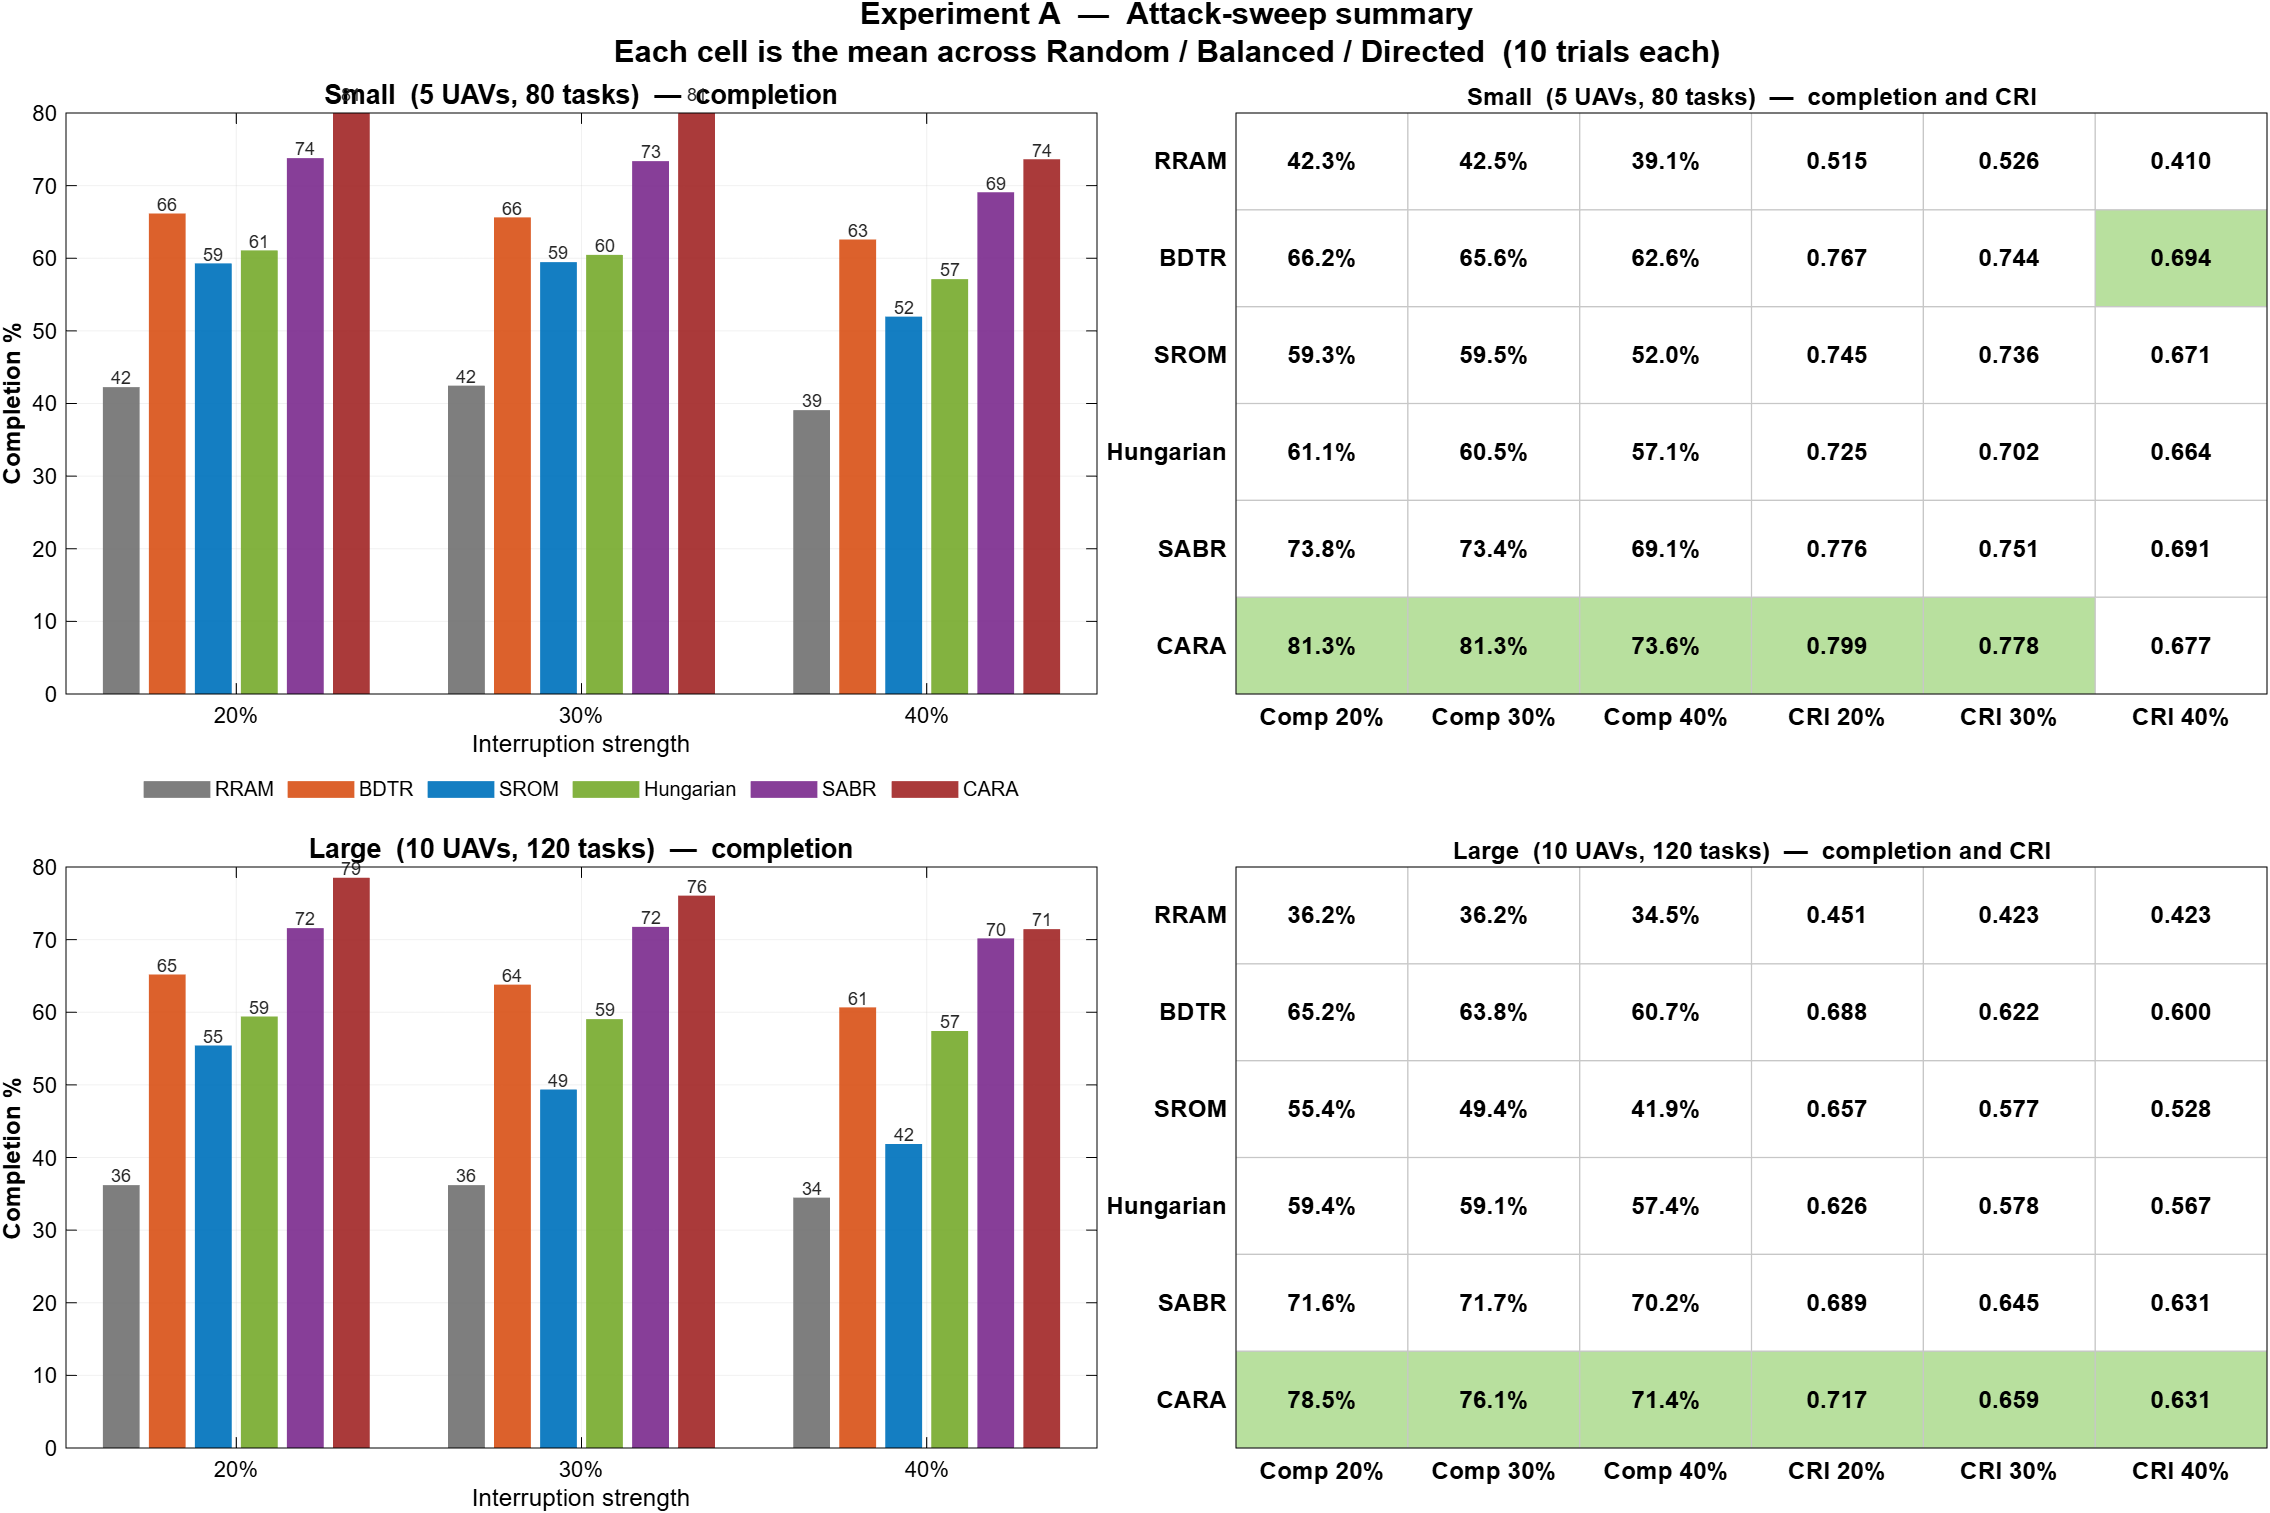 Experiment A — Attack-sweep summary
Each cell is the mean across Random / Balanced / Directed (10 trials each)
Small (5 UAVs, 80 tasks) — completion
81
81
80
70
60
50
40
30
20
10
0
Completion %
42
66
59
61
74
42
66
59
60
73
39
63
52
57
69
74
20%
30%
40%
Interruption strength
RRAM BDTR SROM Hungarian SABR CARA
Small (5 UAVs, 80 tasks) — completion and CRI
RRAM 42.3% 42.5% 39.1% 0.515 0.526 0.410
BDTR 66.2% 65.6% 62.6% 0.767 0.744 0.694
SROM 59.3% 59.5% 52.0% 0.745 0.736 0.671
Hungarian 61.1% 60.5% 57.1% 0.725 0.702 0.664
SABR 73.8% 73.4% 69.1% 0.776 0.751 0.691
CARA 81.3% 81.3% 73.6% 0.799 0.778 0.677
Comp 20% Comp 30% Comp 40% CRI 20% CRI 30% CRI 40%
Large (10 UAVs, 120 tasks) — completion
80
70
60
50
40
30
20
10
0
Completion %
36
65
55
59
72
79
36
64
49
59
72
76
34
61
42
57
70
71
20%
30%
40%
Interruption strength
Large (10 UAVs, 120 tasks) — completion and CRI
RRAM 36.2% 36.2% 34.5% 0.451 0.423 0.423
BDTR 65.2% 63.8% 60.7% 0.688 0.622 0.600
SROM 55.4% 49.4% 41.9% 0.657 0.577 0.528
Hungarian 59.4% 59.1% 57.4% 0.626 0.578 0.567
SABR 71.6% 71.7% 70.2% 0.689 0.645 0.631
CARA 78.5% 76.1% 71.4% 0.717 0.659 0.631
Comp 20% Comp 30% Comp 40% CRI 20% CRI 30% CRI 40%